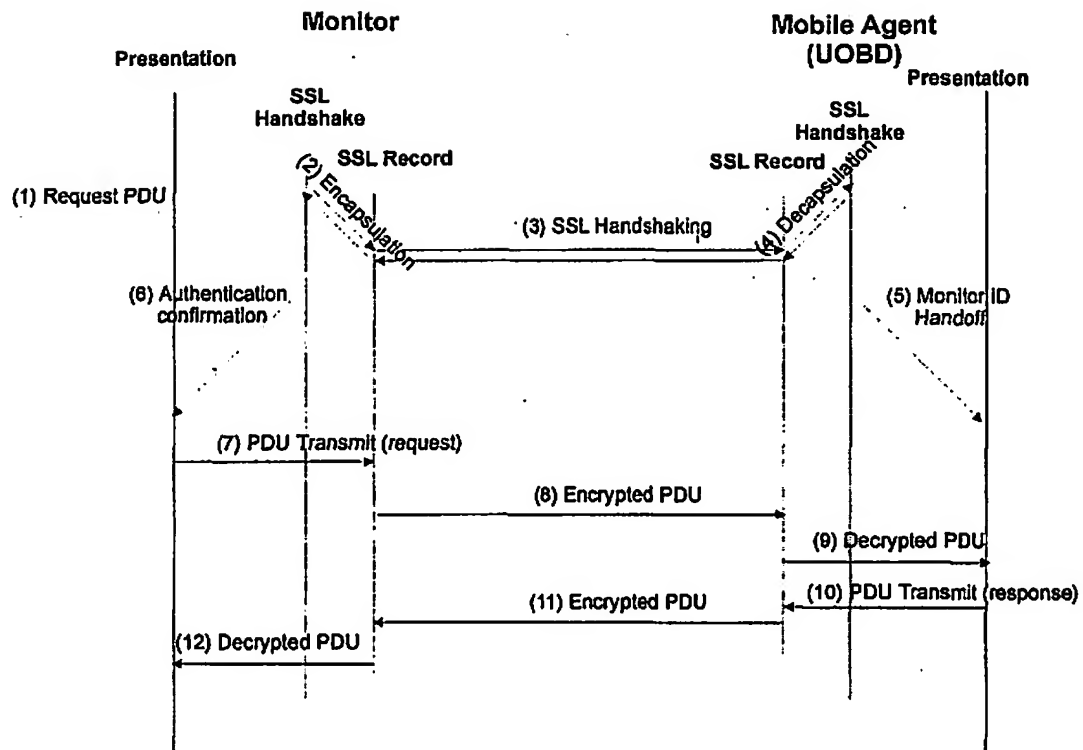 Monitor
Mobile Agent
(UOBD)
Presentation
Presentation
SSL
Handshake
SSL
Handshake
SSL Record
SSL Record
(1) Request PDU
(2) Encapsulation
(3) SSL Handshaking
(4) Decapsulation
(6) Authentication
confirmation
(5) Monitor ID
Handoff
(7) PDU Transmit (request)
(8) Encrypted PDU
(9) Decrypted PDU
(10) PDU Transmit (response)
(11) Encrypted PDU
(12) Decrypted PDU